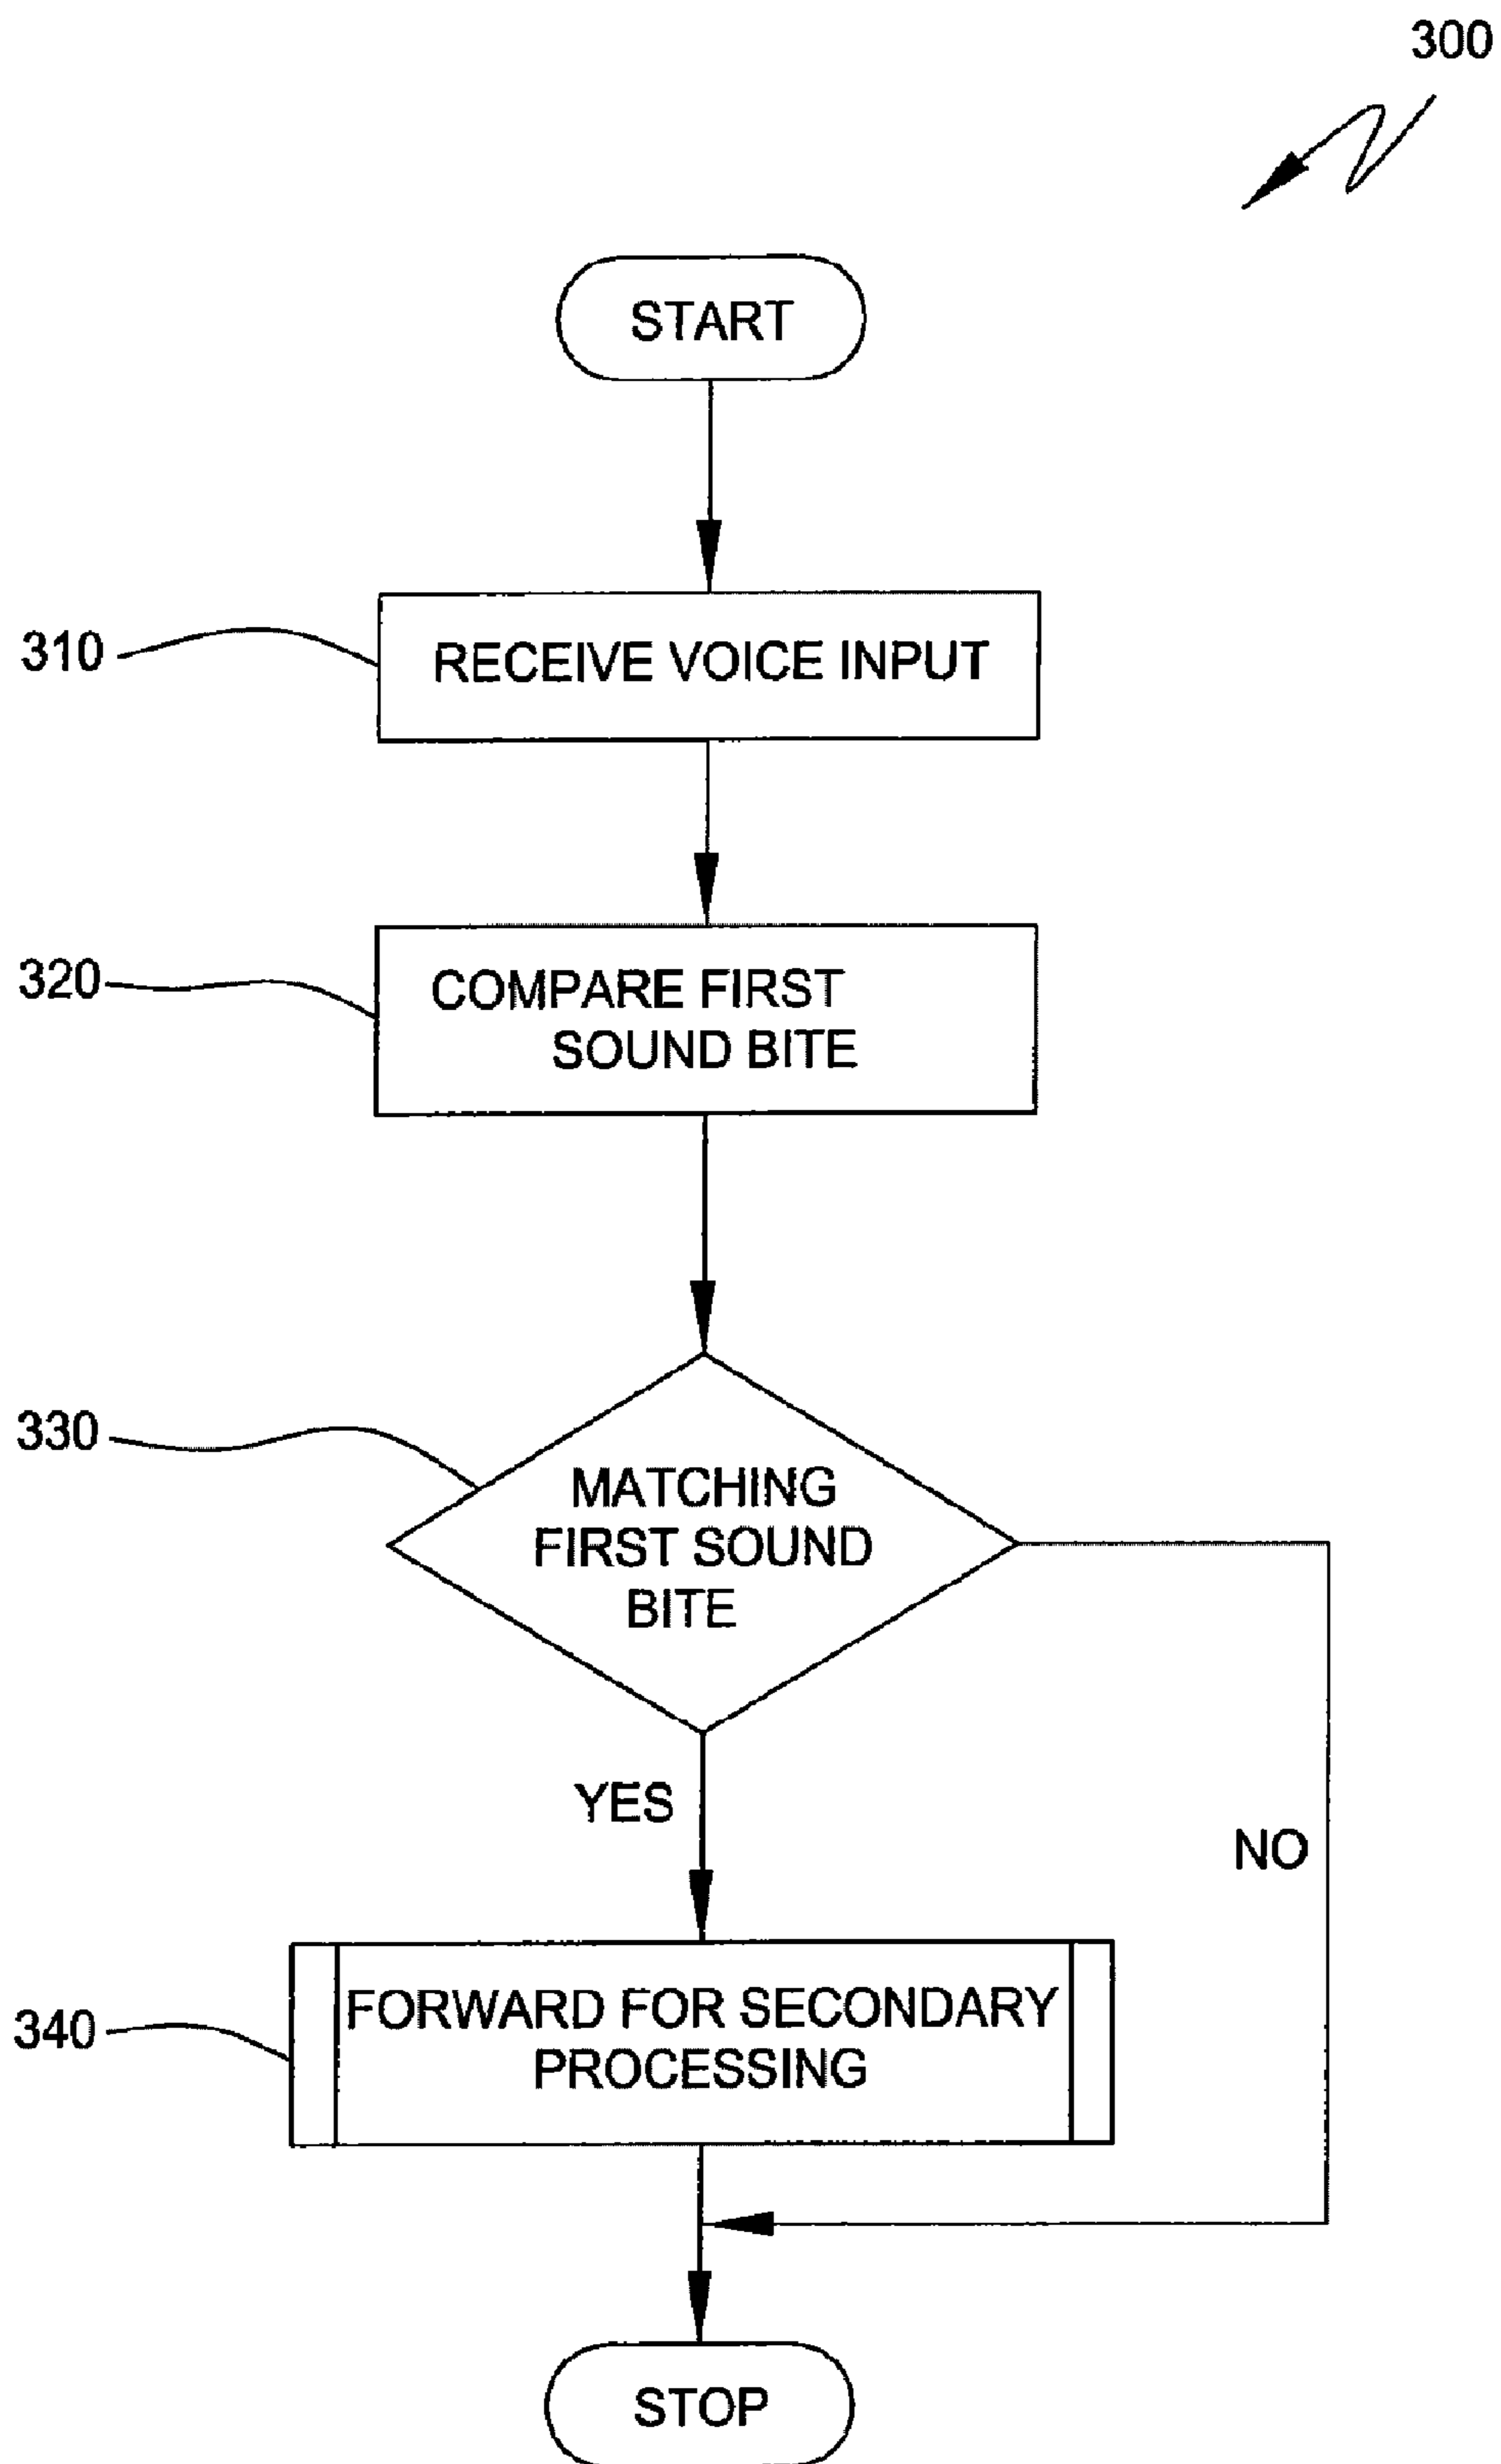 300
START
310
RECEIVE VOICE INPUT
320
COMPARE FIRST
SOUND BITE
330
MATCHING
FIRST SOUND
BITE
YES
NO
340
FORWARD FOR SECONDARY
PROCESSING
STOP